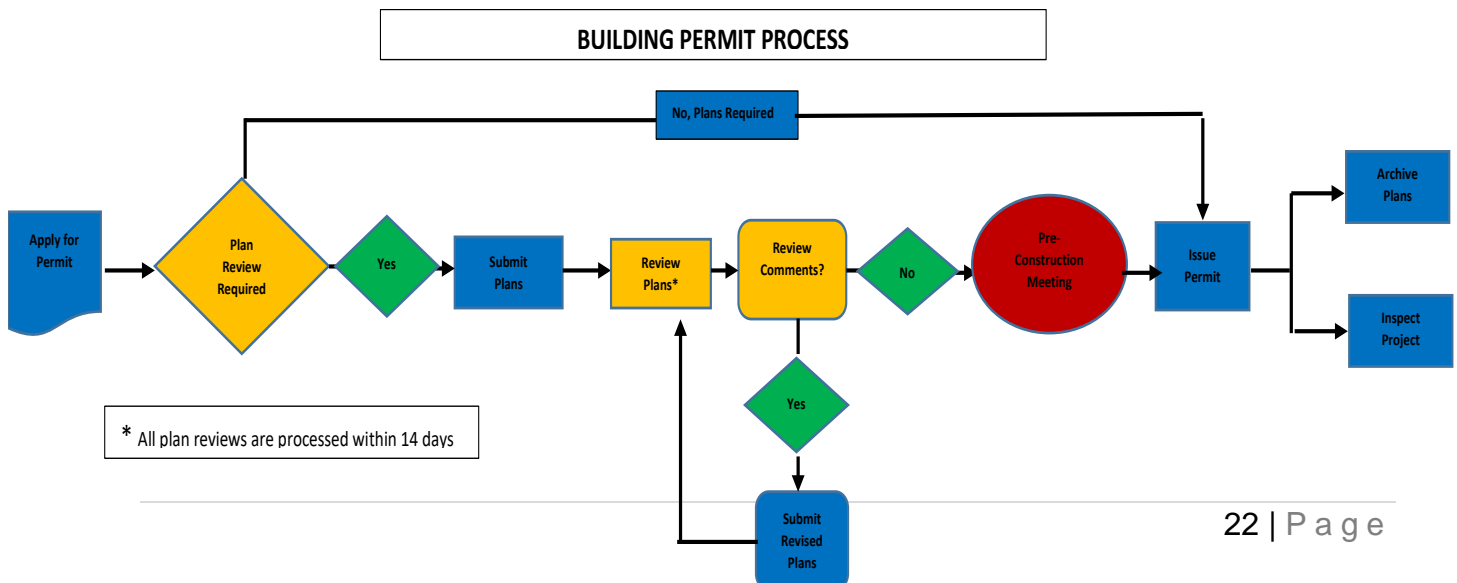 BUILDING PERMIT PROCESS
No, Plans Required
Apply for
Permit
Plan
Review
Required
Yes
Submit
Plans
Review
Plans*
Review
Comments?
No
Pre-
Construction
Meeting
Issue
Permit
Archive
Plans
Inspect
Project
Yes
Submit
Revised
Plans
* All plan reviews are processed within 14 days
22 | Page